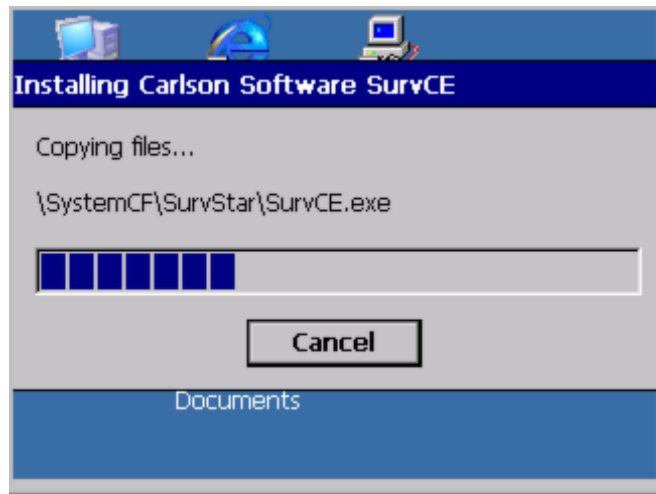 Installing Carlson Software SurvCE
Copying files...
\SystemCF\SurvStar\SurvCE.exe
Cancel
Documents